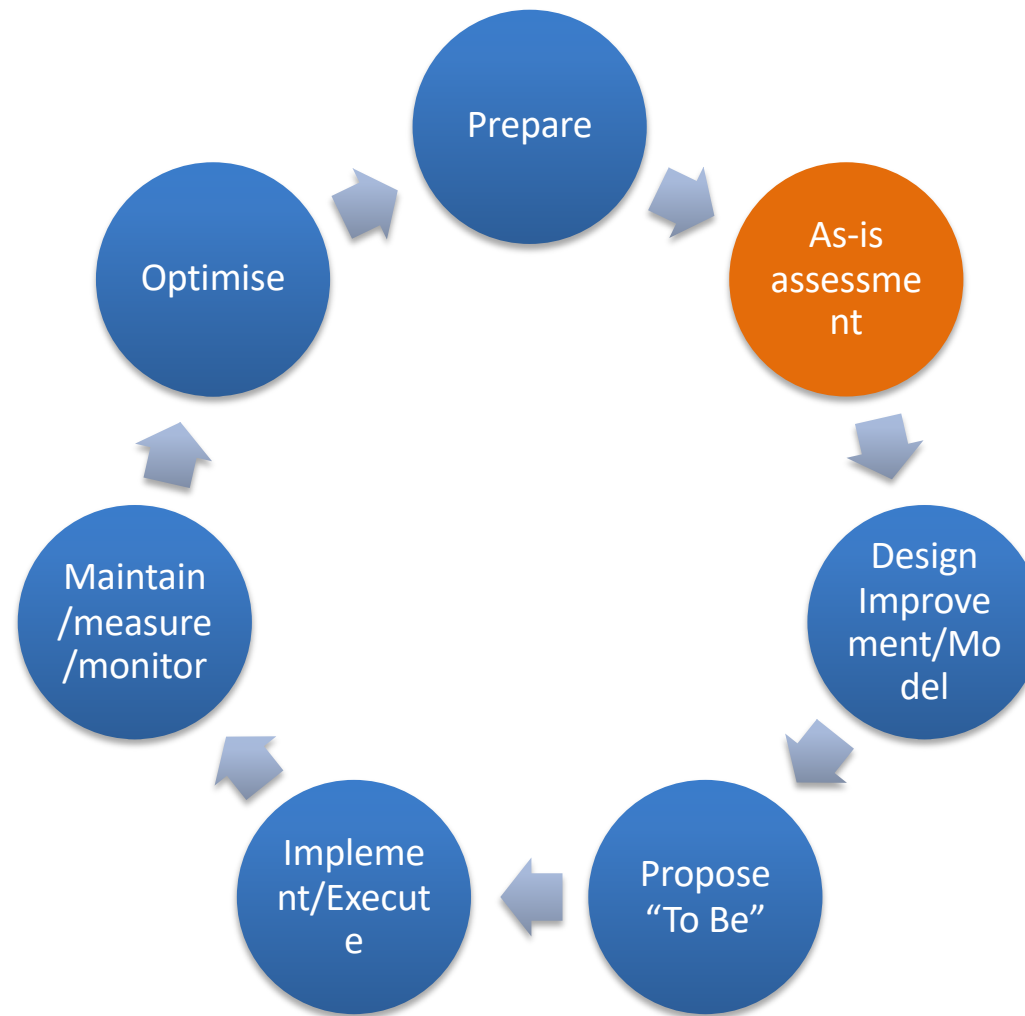 Prepare
As-is
assessme
nt
Design
Improve
ment/Mo
del
Propose
“To Be”
Impleme
nt/Execut
e
Maintain
/measure
/monitor
Optimise